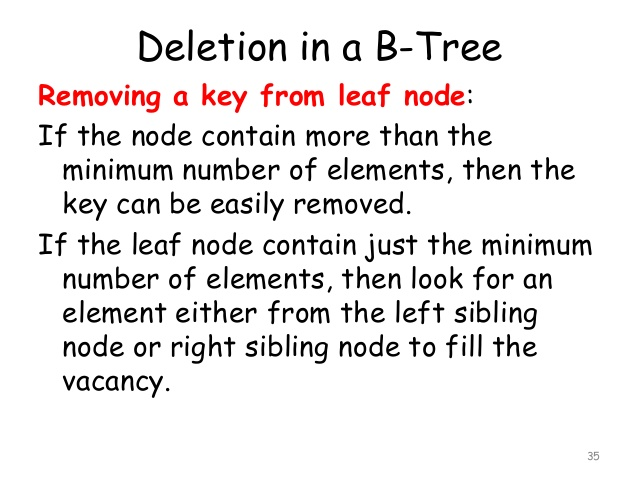 Deletion in a B-Tree
Removing a key from leaf node:
If the node contain more than the
minimum number of elements, then the
key can be easily removed.
If the leaf node contain just the minimum
number of elements, then look for an
element either from the left sibling
node or right sibling node to fill the
vacancy.
35